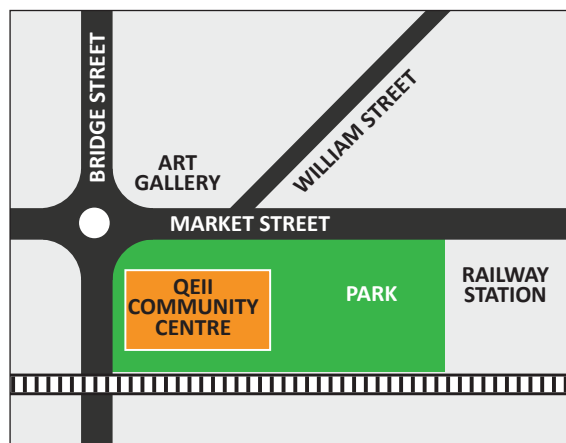 BRIDGE STREET
WILLIAM STREET
ART
GALLERY
MARKET STREET
QEII
COMMUNITY
CENTRE
PARK
RAILWAY
STATION